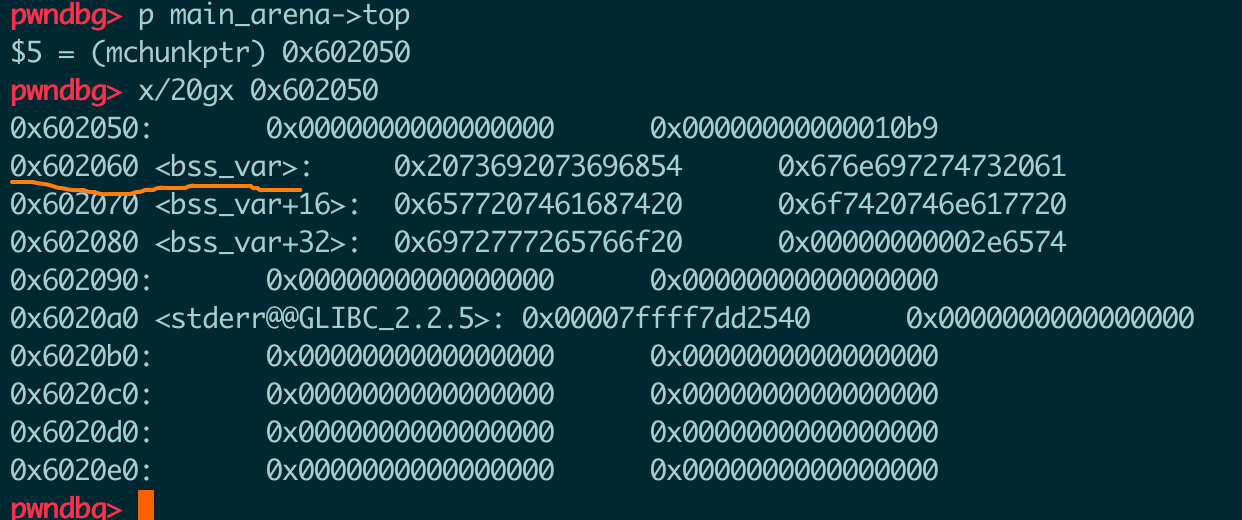 pwndbg> p main_arena->top
$5 = (mchunkptr) 0x602050
pwndbg> x/20gx 0x602050
0x602050: 0x0000000000000000 0x00000000000010b9
0x602060 <bss_var>: 0x2073692073696854 0x676e697274732061
0x602070 <bss_var+16>: 0x6577207461687420 0x6f7420746e617720
0x602080 <bss_var+32>: 0x6972777265766f20 0x00000000002e6574
0x602090: 0x0000000000000000 0x0000000000000000
0x6020a0 <stderr@@GLIBC_2.2.5>: 0x00007ffff7dd2540 0x0000000000000000
0x6020b0: 0x0000000000000000 0x0000000000000000
0x6020c0: 0x0000000000000000 0x0000000000000000
0x6020d0: 0x0000000000000000 0x0000000000000000
0x6020e0: 0x0000000000000000 0x0000000000000000
pwndbg>